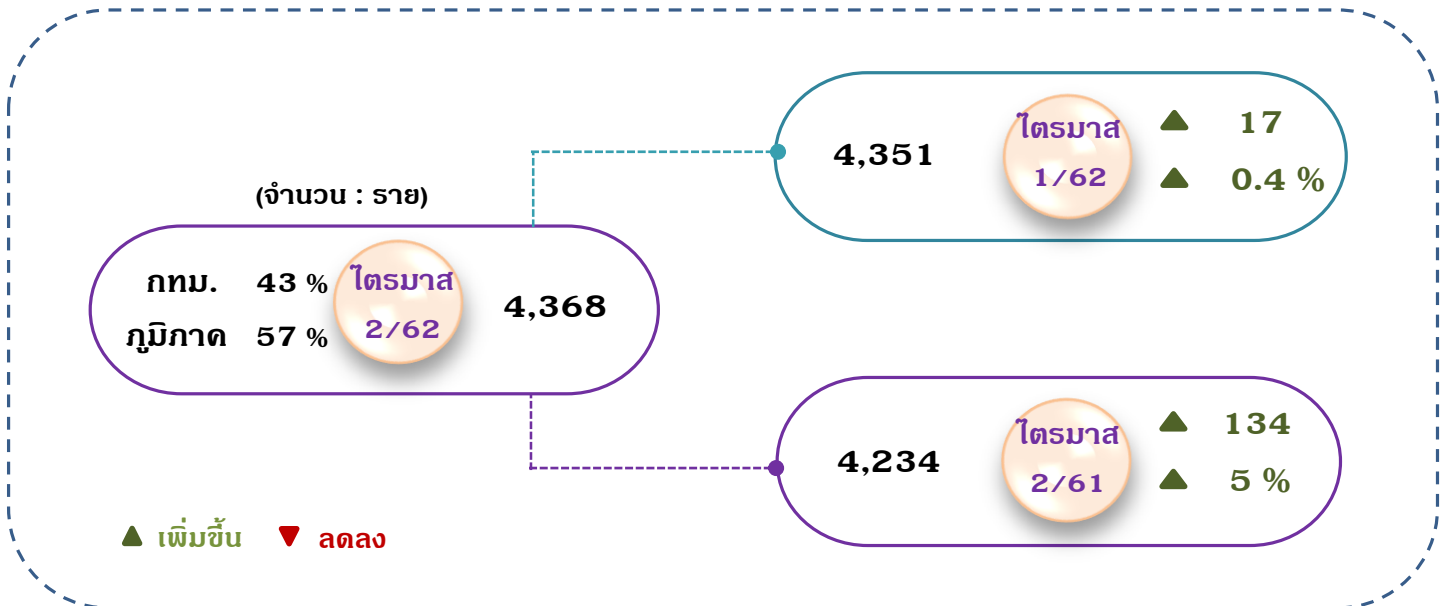 (จำนวน : ราย)
กทม. 43 %
ภูมิภาค 57 %
ไตรมาส
2/62
4,368
4,351
ไตรมาส
1/62
17
0.4 %
4,234
ไตรมาส
2/61
134
5 %
เพิ่มขึ้น ลดลง